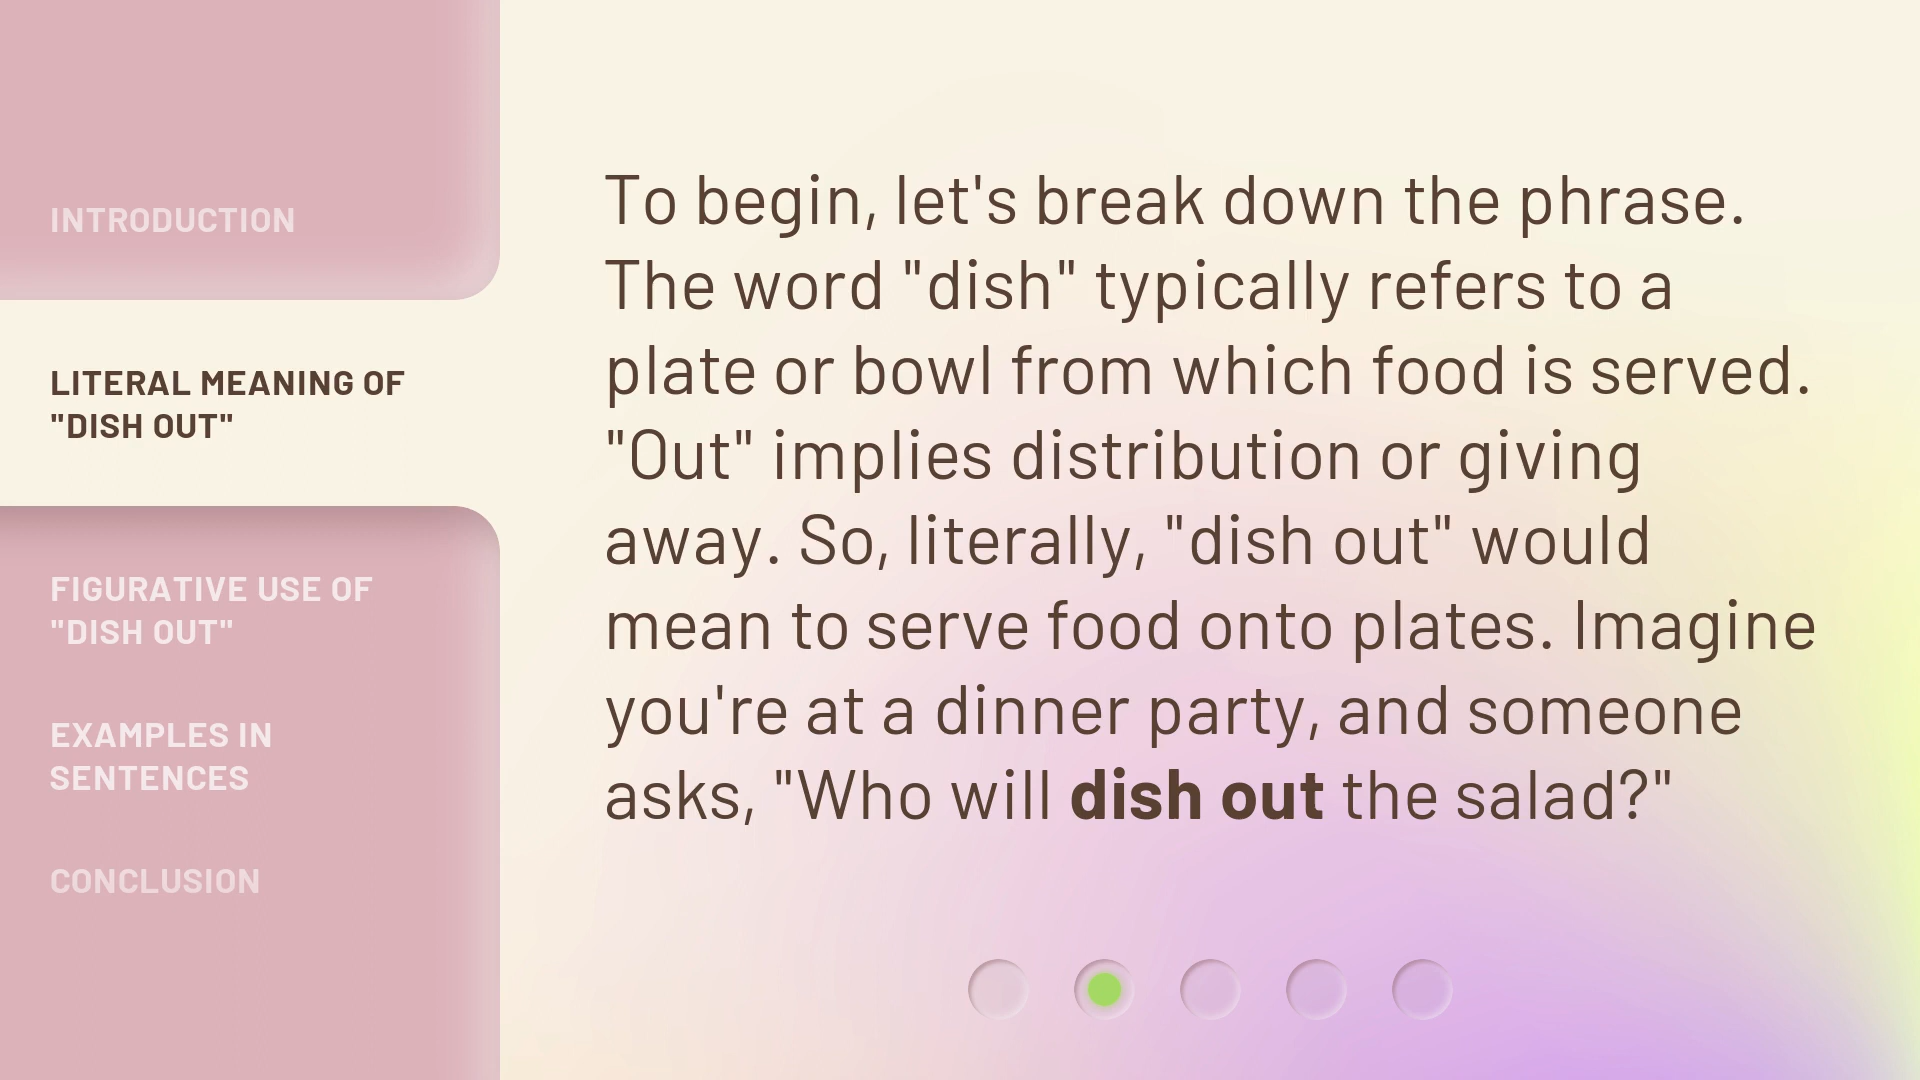 INTRODUCTION
LITERAL MEANING OF
"DISH OUT"
FIGURATIVE USE OF
"DISH OUT"
EXAMPLES IN
SENTENCES
CONCLUSION
To begin, let's break down the phrase.
The word "dish" typically refers to a
plate or bowl from which food is served.
"Out" implies distribution or giving
away. So, literally, "dish out" would
mean to serve food onto plates. Imagine
you're at a dinner party, and someone
asks, "Who will dish out the salad?"